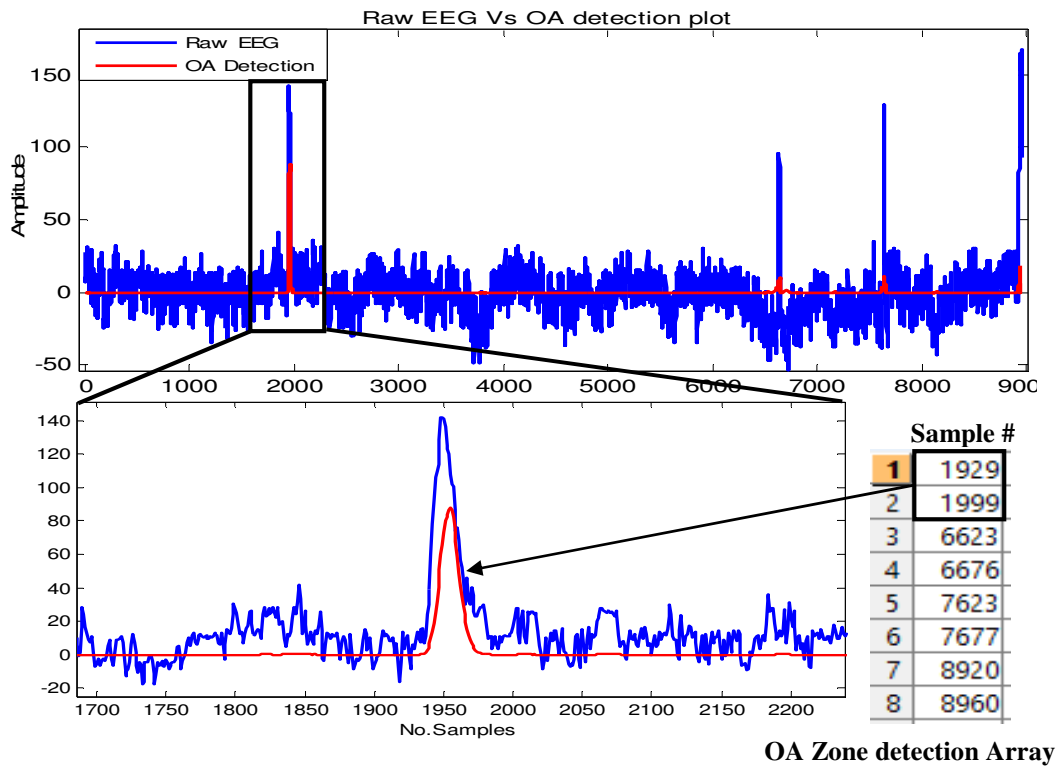 Raw EEG Vs OA detection plot
Raw EEG
OA Detection
Amplitude
150
100
50
0
-50
0 1000 2000 3000 4000 5000 6000 7000 8000 900
140
120
100
80
60
40
20
0
-20
1700 1750 1800 1850 1900 1950 2000 2050 2100 2150 2200
No.Samples
Sample #
1 1929
2 1999
3 6623
4 6676
5 7623
6 7677
7 8920
8 8960
OA Zone detection Array